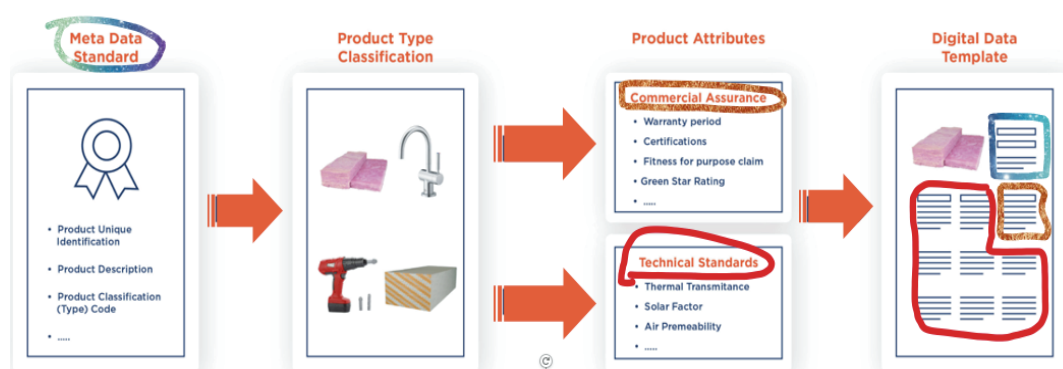 Meta Data
Standard
Product Type
Classification
Product Attributes
Digital Data
Template
• Product Unique
Identification
• Product Description
• Product Classification
(Type) Code
• .....
Commercial Assurance
• Warranty period
• Certifications
• Fitness for purpose claim
• Green Star Rating
• .....
Technical Standards
• Thermal Transmitance
• Solar Factor
• Air Premeability
• .....